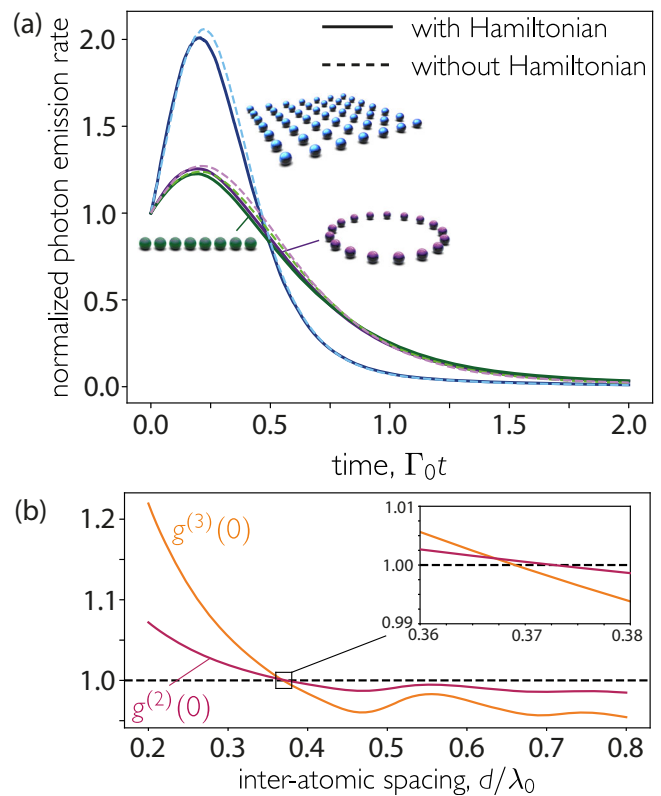 (a)
with Hamiltonian
without Hamiltonian
normalized photon emission rate
2.0
1.5
1.0
0.5
0.0
0.0 0.5 1.0 1.5 2.0
time, Γ₀t
(b)
g⁽³⁾(0)
g⁽²⁾(0)
1.2
1.1
1.0
1.01
1.00
0.99
0.36 0.37 0.38
0.2 0.3 0.4 0.5 0.6 0.7 0.8
inter-atomic spacing, d/λ₀